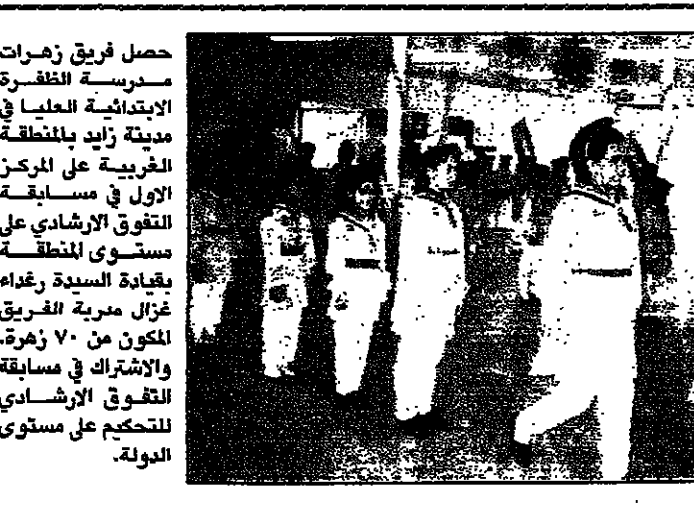 حصل فريق زهرات
مدرسة الظفرة
الابتدائية العليا في
مدينة زايد بالمنطقة
الغربية على المركز
الاول في مسابقة
التفوق الارشادي على
مستوى المنطقة
بقيادة السيدة رغداء
غزال مدربة الفريق
المكون من ٧٠ زهرة.
والاشتراك في مسابقة
التفوق الارشادي
للتحكيم على مستوى
الدولة.